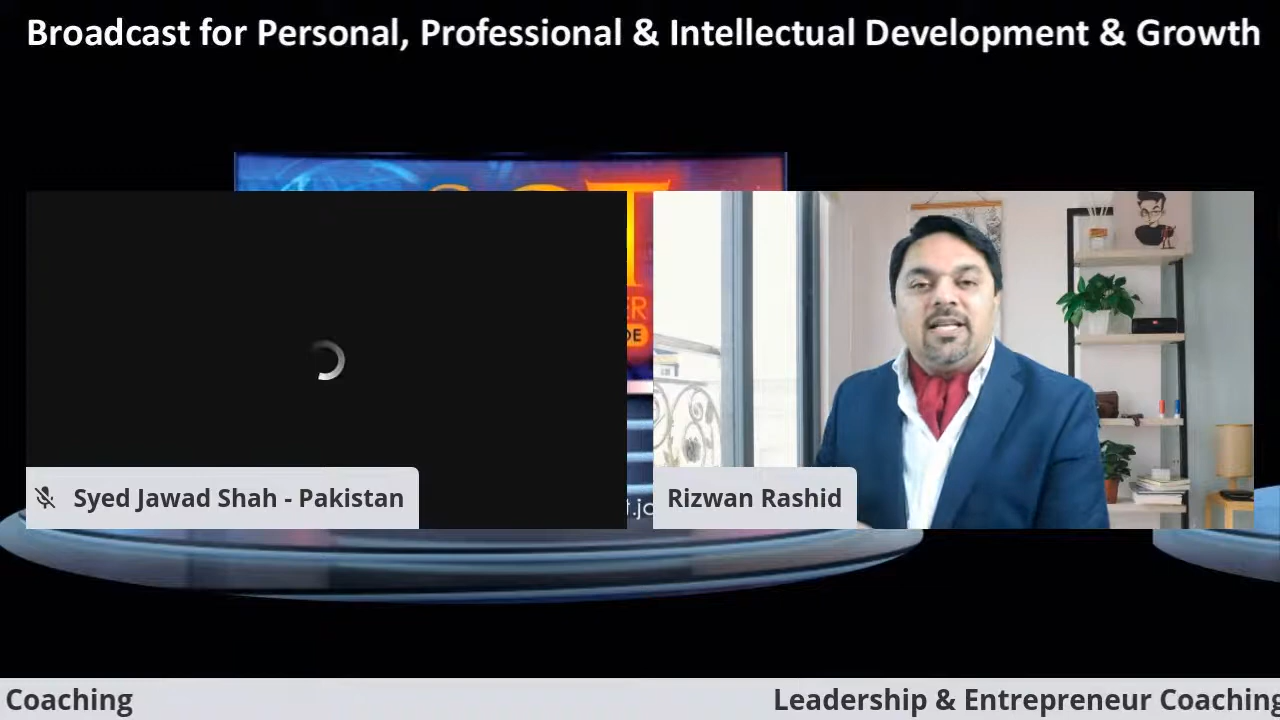 Broadcast for Personal, Professional & Intellectual Development & Growth
Syed Jawad Shah - Pakistan
Rizwan Rashid
Coaching
Leadership & Entrepreneur Coaching